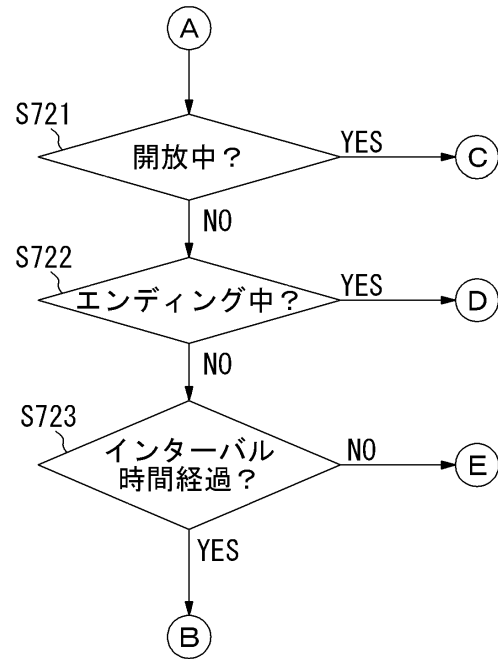 A
S721
開放中？
YES
C
NO
S722
エンディング中？
YES
D
NO
S723
インターバル
時間経過？
NO
E
YES
B